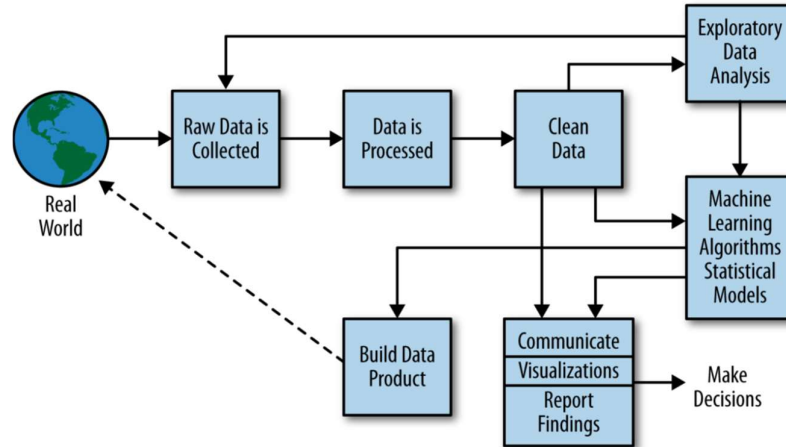 Exploratory
Data
Analysis
Raw Data is
Collected
Data is
Processed
Clean
Data
Real
World
Machine
Learning
Algorithms
Statistical
Models
Build Data
Product
Communicate
Visualizations
Report
Findings
Make
Decisions